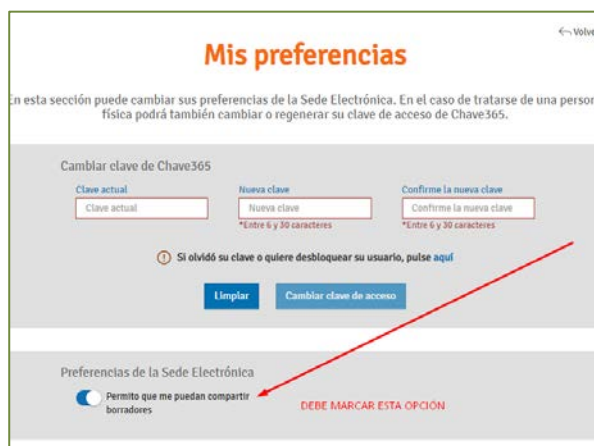 Volve
Mis preferencias
En esta sección puede cambiar sus preferencias de la Sede Electrónica. En el caso de tratarse de una person
física podrá también cambiar o regenerar su clave de acceso de Chave365.
Cambiar clave de Chave365
Clave actual Nueva clave Confirme la nueva clave
Clave actual Nueva clave Confirme la nueva clave
*Entre 6 y 30 caracteres *Entre 6 y 30 caracteres
Si olvidó su clave o quiere desbloquear su usuario, pulse aquí
Limpiar Cambiar clave de acceso
Preferencias de la Sede Electrónica
Permito que me puedan compartir
borradores
DEBE MARCAR ESTA OPCIÓN